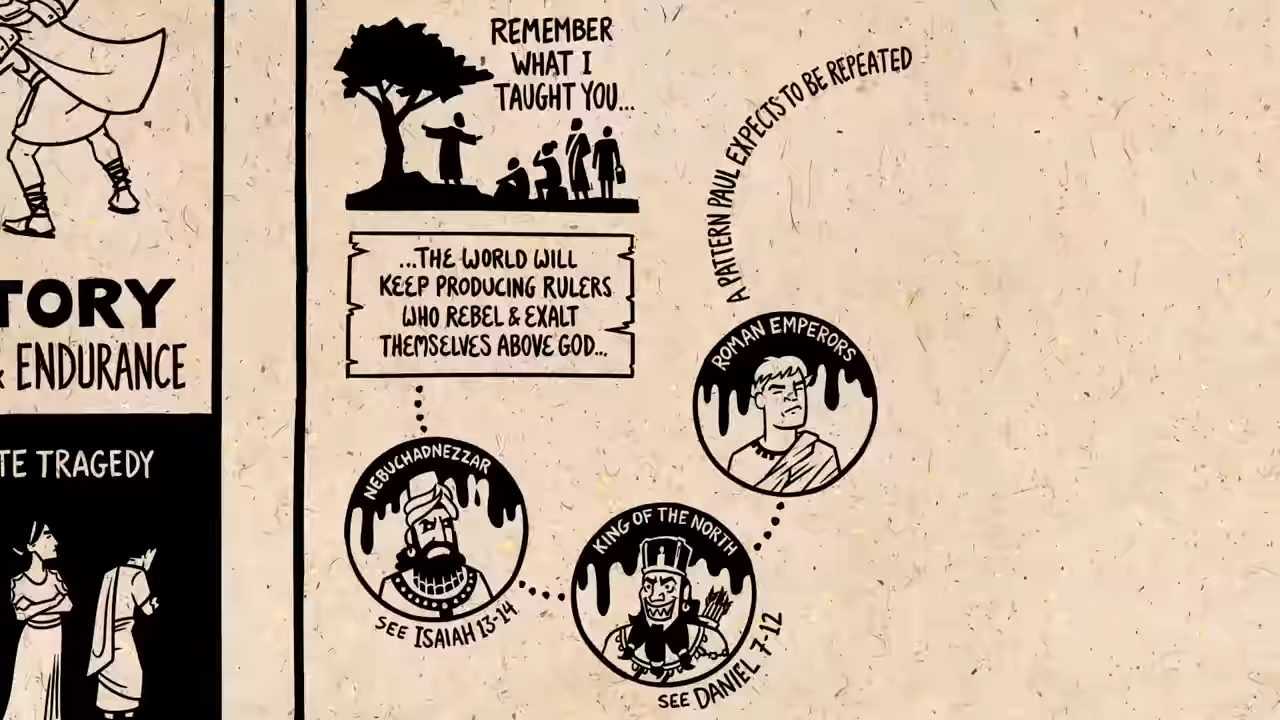 TORY
& ENDURANCE
TE TRAGEDY
REMEMBER
WHAT I
TAUGHT YOU...
...THE WORLD WILL
KEEP PRODUCING RULERS
WHO REBEL & EXALT
THEMSELVES ABOVE GOD...
NEBUCHADNEZZAR
SEE ISAIAH 13-14
KING OF THE NORTH
SEE DANIEL 7-12
ROMAN EMPERORS
A PATTERN PAUL EXPECTS TO BE REPEATED